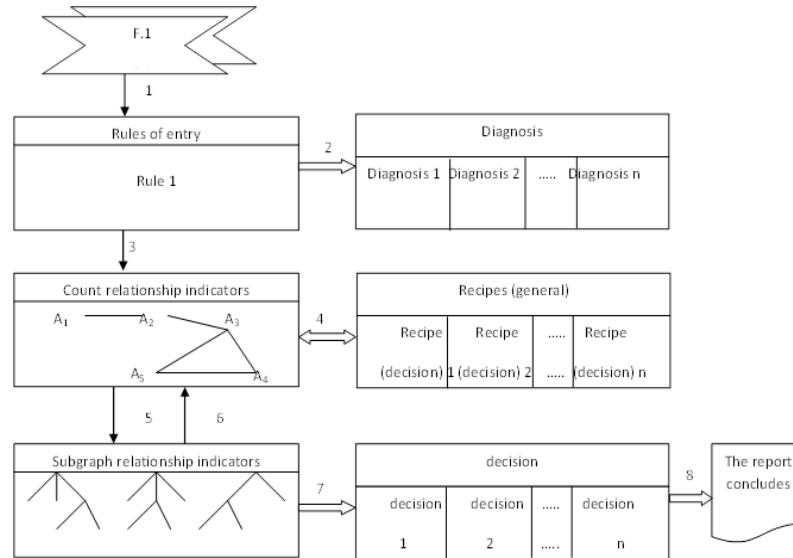 F.1
1
Rules of entry
Rule 1
2
Diagnosis
Diagnosis 1 Diagnosis 2 ..... Diagnosis n
3
Count relationship indicators
A1 A2 A3
A5 A4
4
Recipes (general)
Recipe Recipe ..... Recipe
(decision) 1 (decision) 2 ..... (decision) n
5 6
Subgraph relationship indicators
7
decision
decision decision ..... decision
1 2 ..... n
8
The report
concludes